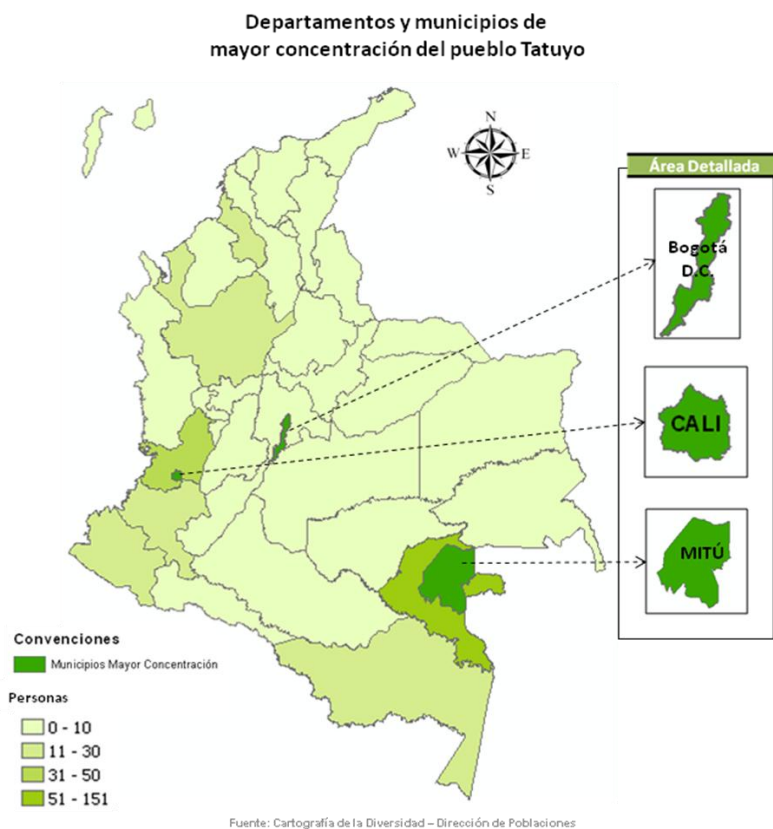 Departamentos y municipios de
mayor concentración del pueblo Tatuyo
N
W E
S
Área Detallada
Bogotá
D.C.
CALI
MITÚ
Convenciones
Municipios Mayor Concentración
Personas
0 - 10
11 - 30
31 - 50
51 - 151
Fuente: Cartografía de la Diversidad – Dirección de Poblaciones